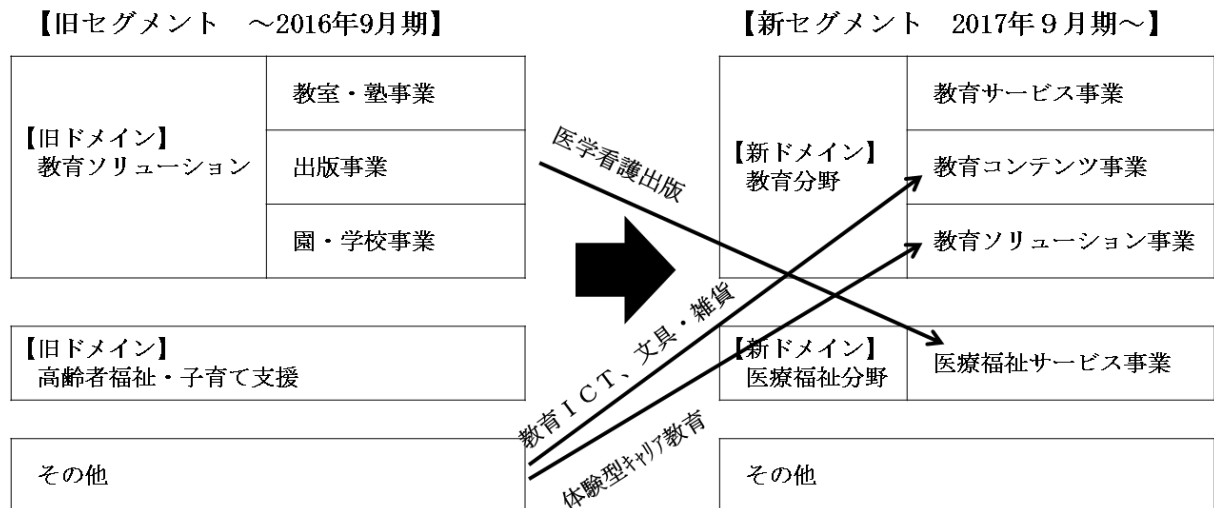 【旧セグメント　～2016年9月期】
【旧ドメイン】
教育ソリューション
教室・塾事業
出版事業
園・学校事業
【旧ドメイン】
高齢者福祉・子育て支援
その他
医学看護出版
教育ＩＣＴ、文具・雑貨
体験型ｷｬﾘｱ教育
【新セグメント　2017年９月期～】
【新ドメイン】
教育分野
教育サービス事業
教育コンテンツ事業
教育ソリューション事業
【新ドメイン】
医療福祉分野
医療福祉サービス事業
その他